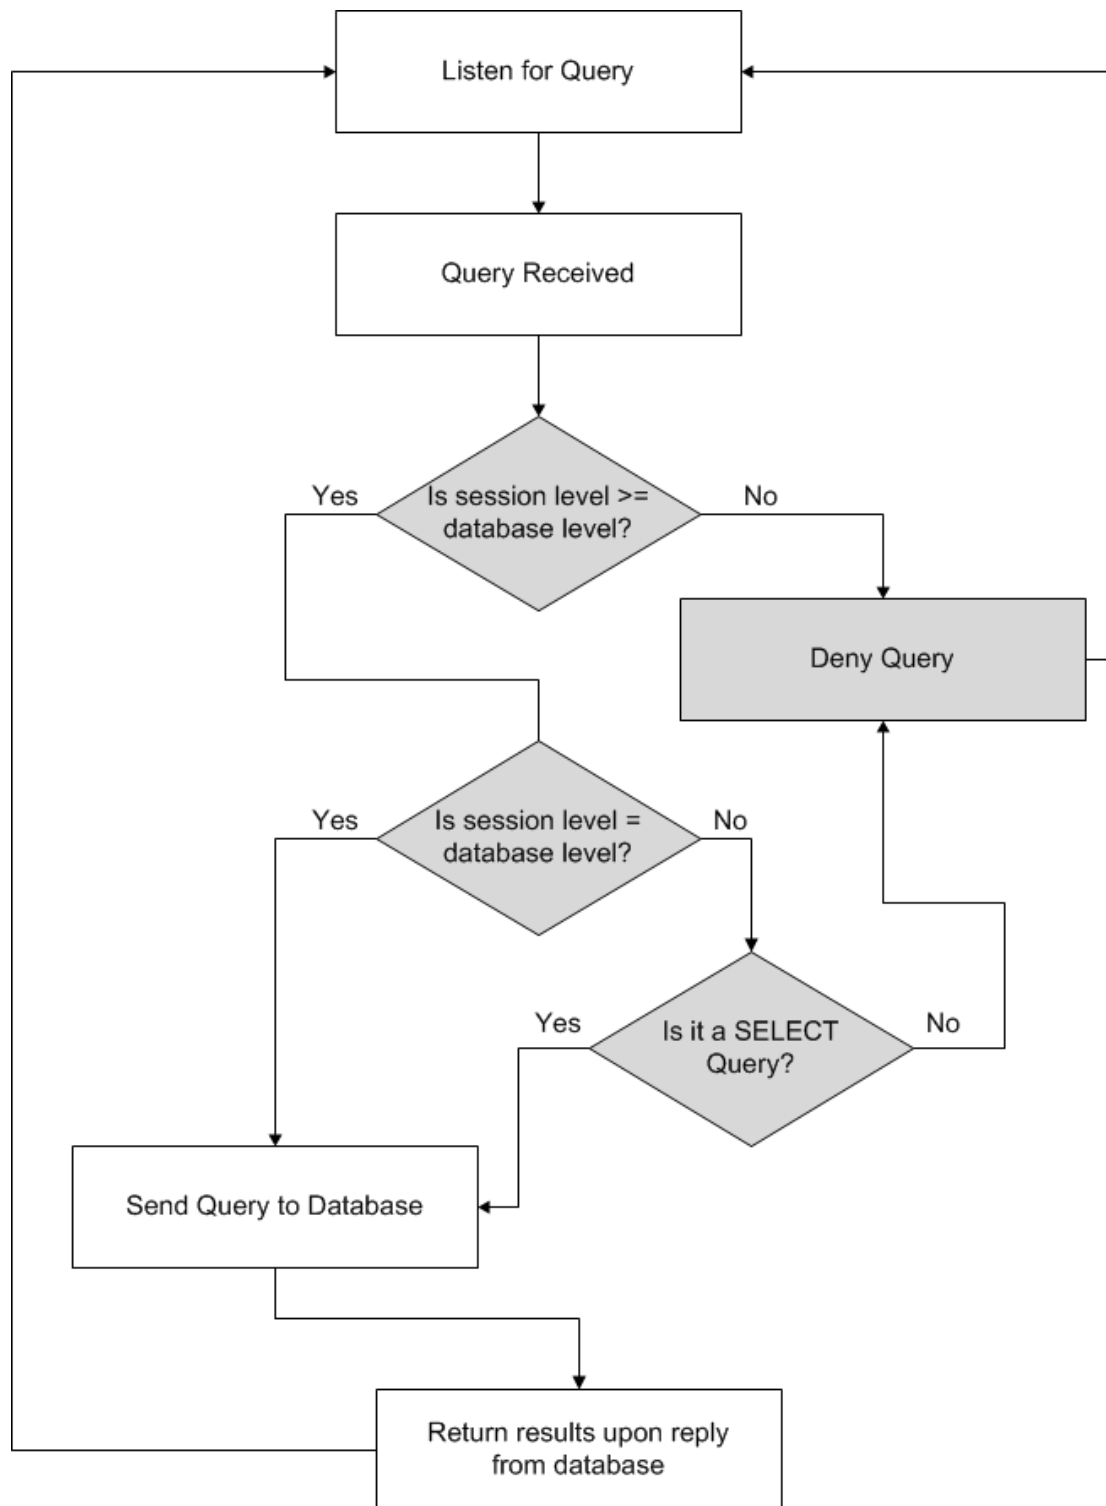 Listen for Query
Query Received
Yes
Is session level >=
database level?
No
Deny Query
Yes
Is session level =
database level?
No
Yes
Is it a SELECT
Query?
No
Send Query to Database
Return results upon reply
from database